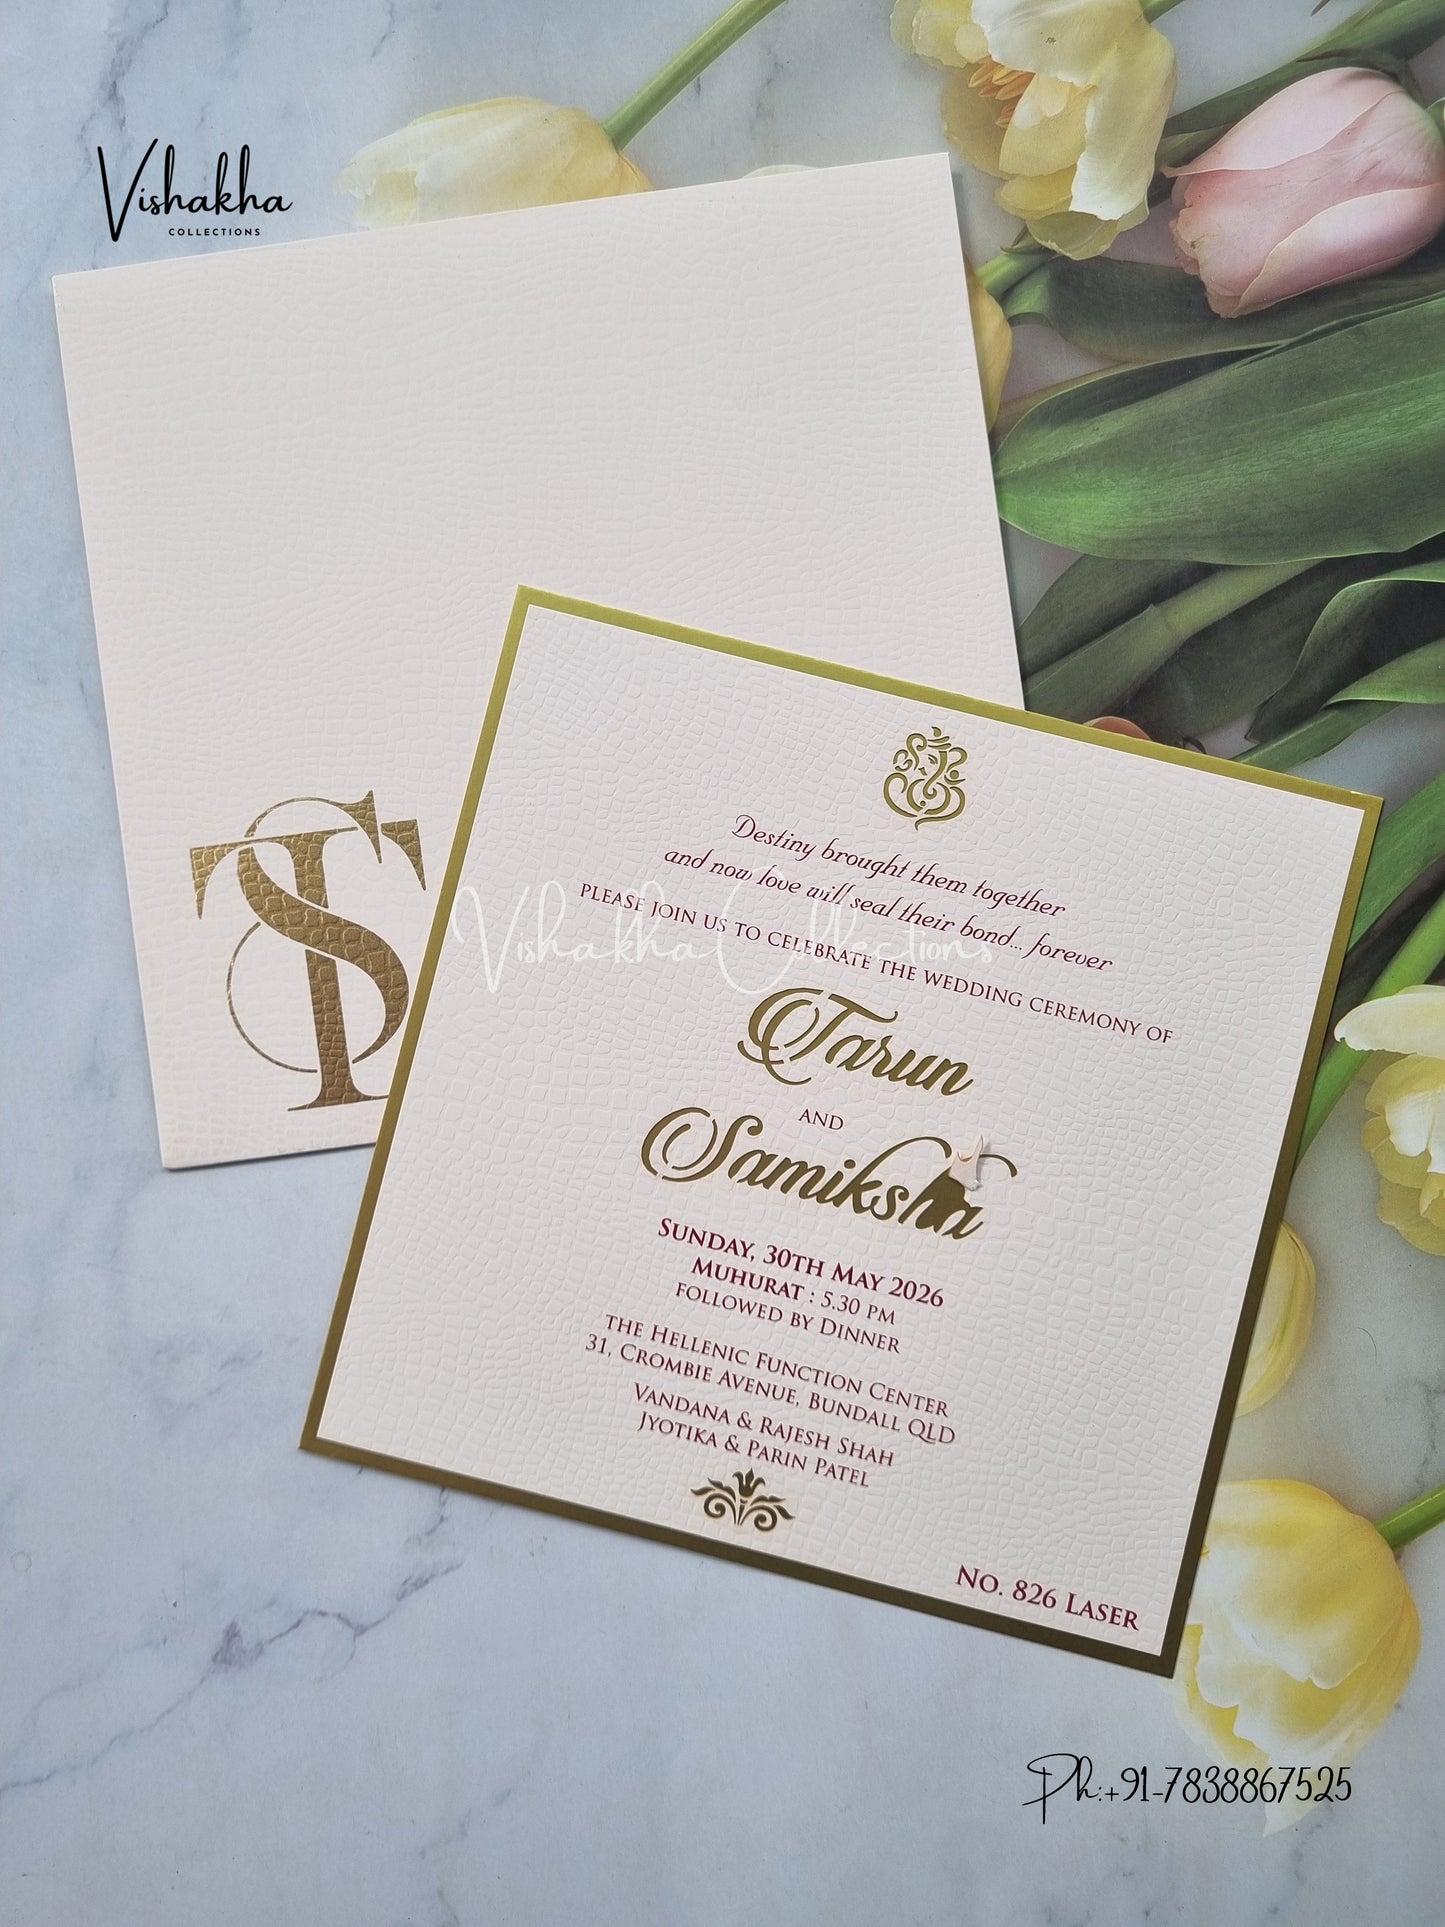 Vishakha
COLLECTIONS
TS
Destiny brought them together
and now love will seal their bond... forever
PLEASE JOIN US TO CELEBRATE THE WEDDING CEREMONY OF
Vishakha Collections
Tarun
AND
Samiksha
SUNDAY, 30TH MAY 2026
MUHURAT : 5.30 PM
FOLLOWED BY DINNER
THE HELLENIC FUNCTION CENTER
31, CROMBIE AVENUE, BUNDALL QLD
VANDANA & RAJESH SHAH
JYOTIKA & PARIN PATEL
NO. 826 LASER
Ph:+91-7838867525